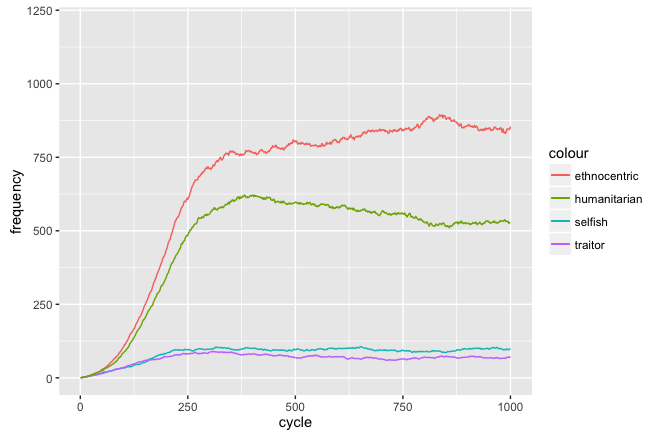 1250
1000
750
500
250
0
frequency
0 250 500 750 1000
cycle
colour
ethnocentric
humanitarian
selfish
traitor